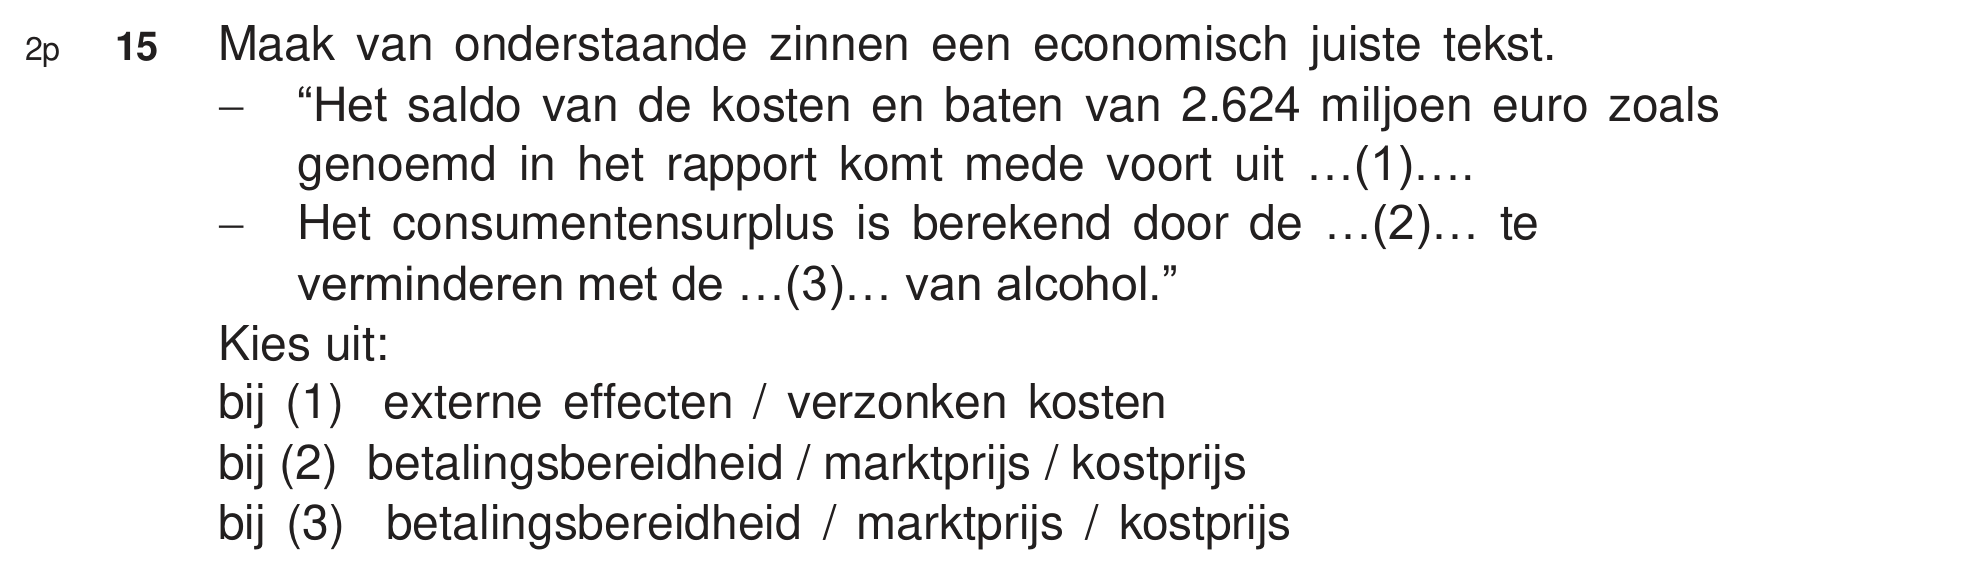 2p 15 Maak van onderstaande zinnen een economisch juiste tekst.
– “Het saldo van de kosten en baten van 2.624 miljoen euro zoals
genoemd in het rapport komt mede voort uit …(1)….
– Het consumentensurplus is berekend door de …(2)… te
verminderen met de …(3)… van alcohol.”
Kies uit:
bij (1) externe effecten / verzonken kosten
bij (2) betalingsbereidheid / marktprijs / kostprijs
bij (3) betalingsbereidheid / marktprijs / kostprijs